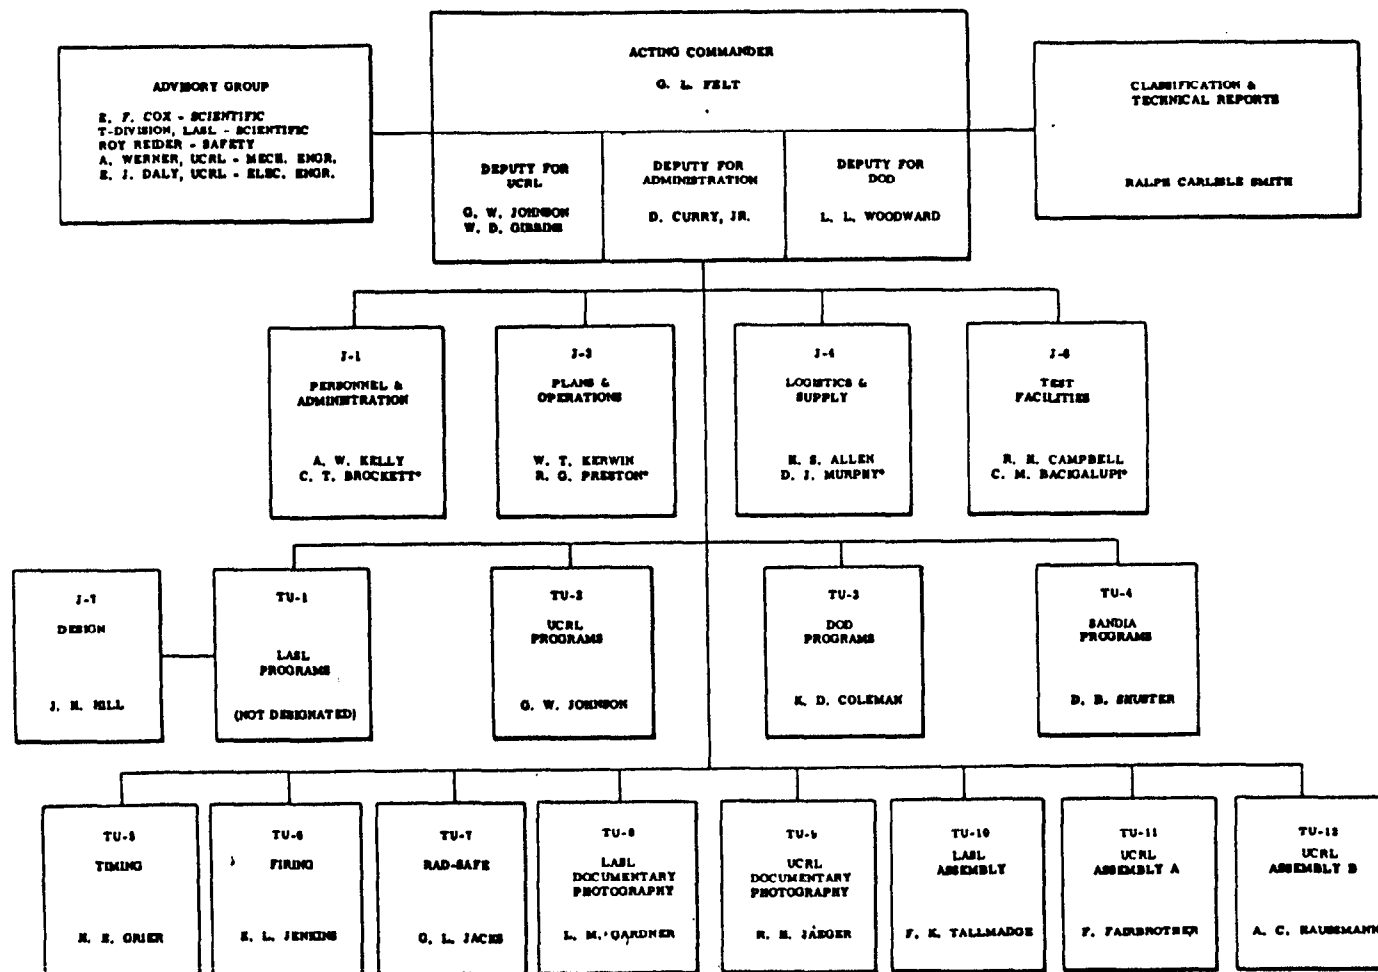 ACTING COMMANDER
G. L. FELT
ADVISORY GROUP
E. F. COX - SCIENTIFIC
T-DIVISION, LASL - SCIENTIFIC
ROY REIDER - SAFETY
A. WERNER, UCRL - MECH. ENGR.
E. J. DALY, UCRL - ELEC. ENGR.
CLASSIFICATION &
TECHNICAL REPORTS
RALPH CARLISLE SMITH
DEPUTY FOR
UCRL
G. W. JOHNSON
W. D. GIBBINS
DEPUTY FOR
ADMINISTRATION
D. CURRY, JR.
DEPUTY FOR
DOD
L. L. WOODWARD
J-1
PERSONNEL &
ADMINISTRATION
A. W. KELLY
C. T. BROCKETT*
J-3
PLANS &
OPERATIONS
W. T. KERWIN
R. G. PRESTON*
J-4
LOGISTICS &
SUPPLY
H. S. ALLEN
D. J. MURPHY*
J-6
TEST
FACILITIES
R. H. CAMPBELL
C. M. BACIGALUPI*
J-7
DESIGN
J. H. HILL
TU-1
LASL
PROGRAMS
(NOT DESIGNATED)
TU-2
UCRL
PROGRAMS
G. W. JOHNSON
TU-3
DOD
PROGRAMS
K. D. COLEMAN
TU-4
SANDIA
PROGRAMS
D. B. SHUSTER
TU-5
TIMING
H. E. GRIER
TU-6
FIRING
E. L. JENKINS
TU-7
RAD-SAFE
G. L. JACKS
TU-8
LASL
DOCUMENTARY
PHOTOGRAPHY
L. M. GARDNER
TU-9
UCRL
DOCUMENTARY
PHOTOGRAPHY
R. H. JAEGER
TU-10
LASL
ASSEMBLY
F. K. TALLMADGE
TU-11
UCRL
ASSEMBLY A
F. FAIRBROTHER
TU-12
UCRL
ASSEMBLY B
A. C. HAUSSMANN